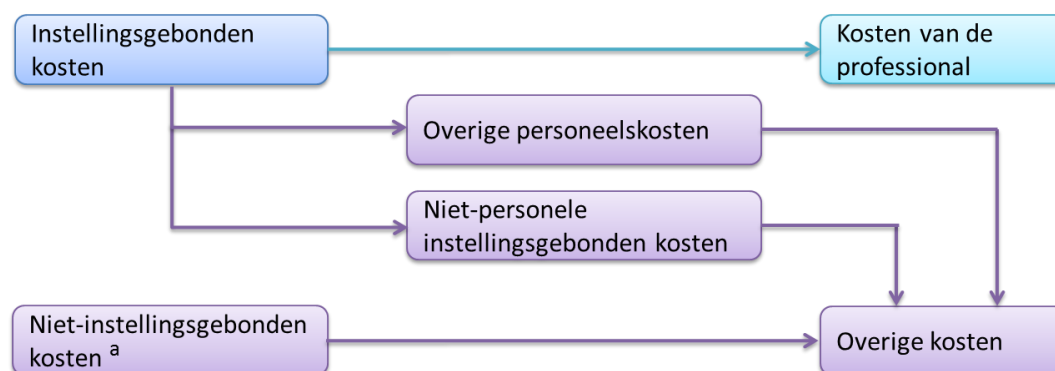 Instellingsgebonden
kosten
Kosten van de
professional
Overige personeelskosten
Niet-personele
instellingsgebonden kosten
Niet-instellingsgebonden
kosten ª
Overige kosten